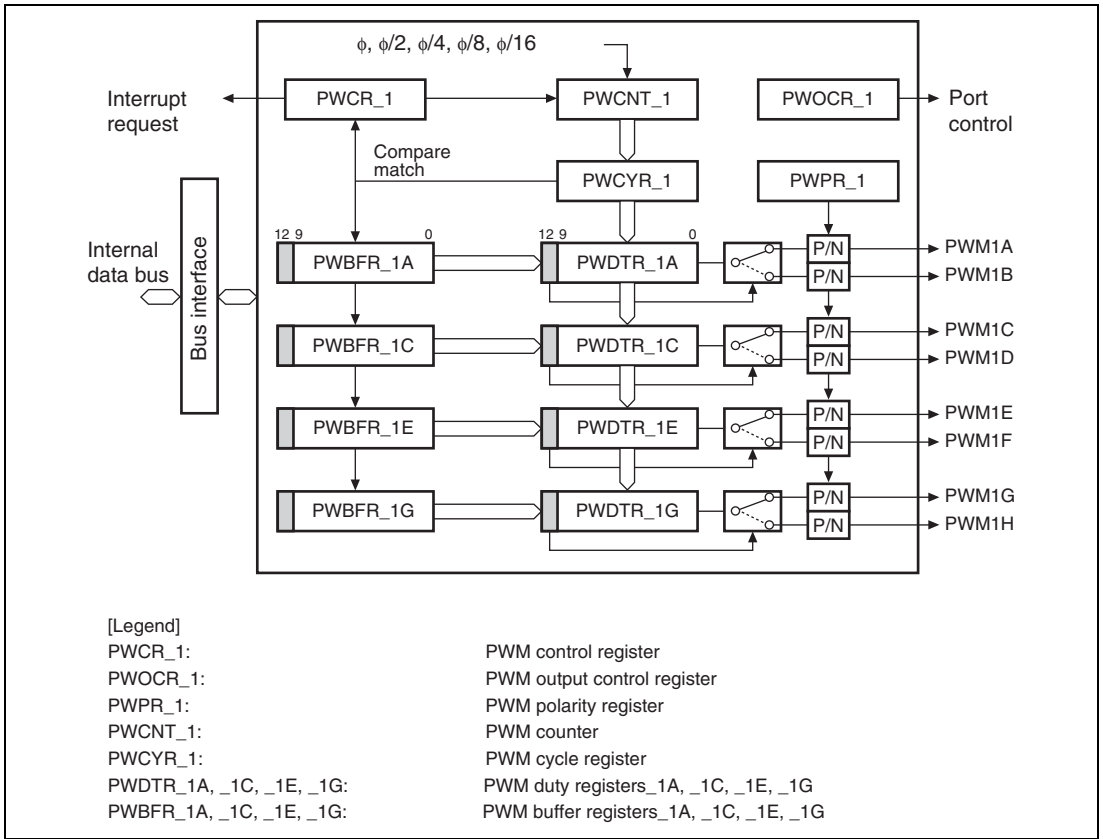 ϕ, ϕ/2, ϕ/4, ϕ/8, ϕ/16
Interrupt
request
PWCR_1
PWCNT_1
PWOCR_1
Port
control
Compare
match
PWCYR_1
PWPR_1
Internal
data bus
Bus interface
12 9 0
PWBFR_1A
12 9 0
PWDTR_1A
P/N
PWM1A
P/N
PWM1B
PWBFR_1C
PWDTR_1C
P/N
PWM1C
P/N
PWM1D
PWBFR_1E
PWDTR_1E
P/N
PWM1E
P/N
PWM1F
PWBFR_1G
PWDTR_1G
P/N
PWM1G
P/N
PWM1H
[Legend]
PWCR_1: PWM control register
PWOCR_1: PWM output control register
PWPR_1: PWM polarity register
PWCNT_1: PWM counter
PWCYR_1: PWM cycle register
PWDTR_1A, _1C, _1E, _1G: PWM duty registers_1A, _1C, _1E, _1G
PWBFR_1A, _1C, _1E, _1G: PWM buffer registers_1A, _1C, _1E, _1G